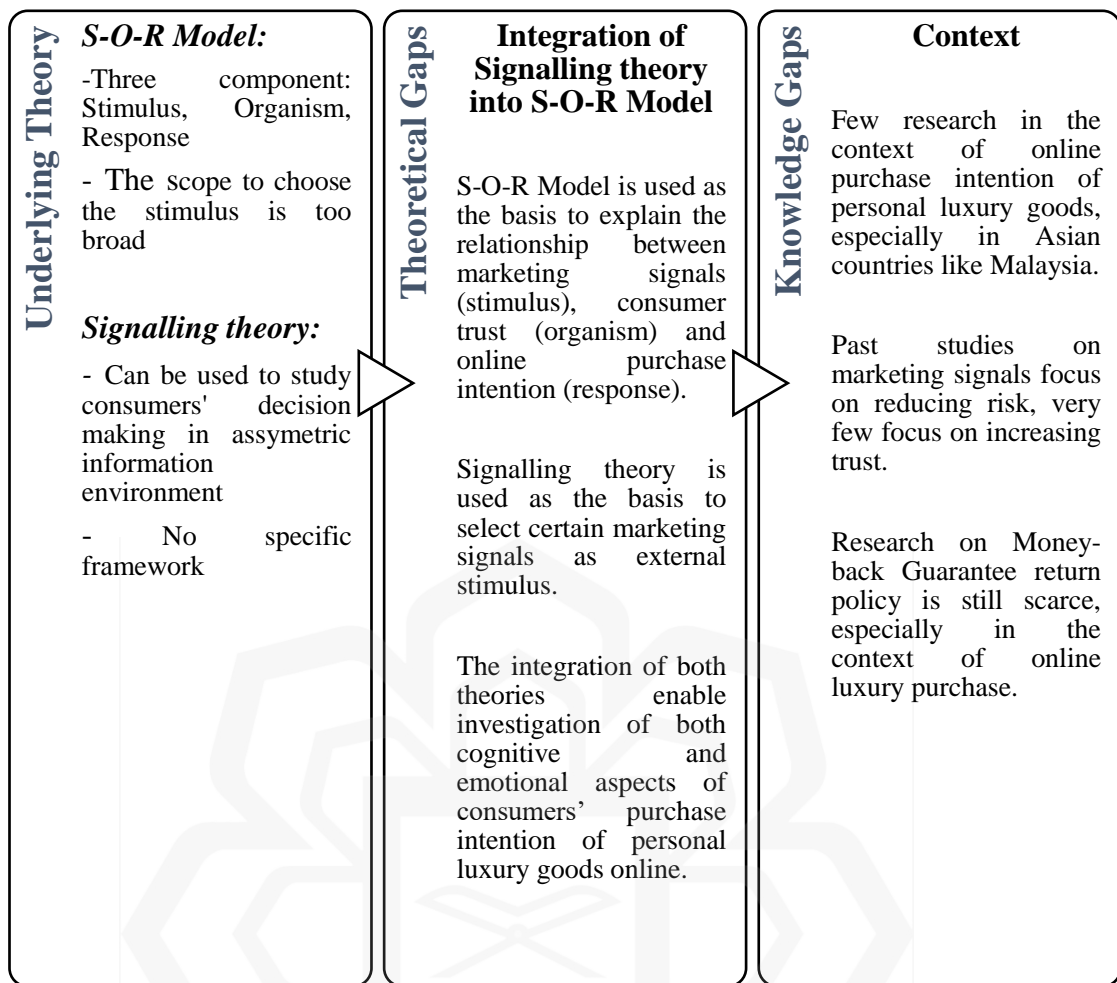 Underlying Theory
S-O-R Model:
-Three component:
Stimulus, Organism,
Response
- The scope to choose
the stimulus is too
broad
Signalling theory:
- Can be used to study
consumers' decision
making in assymetric
information
environment
- No specific
framework
Theoretical Gaps
Integration of
Signalling theory
into S-O-R Model
S-O-R Model is used as
the basis to explain the
relationship between
marketing signals
(stimulus), consumer
trust (organism) and
online purchase
intention (response).
Signalling theory is
used as the basis to
select certain marketing
signals as external
stimulus.
The integration of both
theories enable
investigation of both
cognitive and
emotional aspects of
consumers’ purchase
intention of personal
luxury goods online.
Knowledge Gaps
Context
Few research in the
context of online
purchase intention of
personal luxury goods,
especially in Asian
countries like Malaysia.
Past studies on
marketing signals focus
on reducing risk, very
few focus on increasing
trust.
Research on Money-
back Guarantee return
policy is still scarce,
especially in the
context of online
luxury purchase.